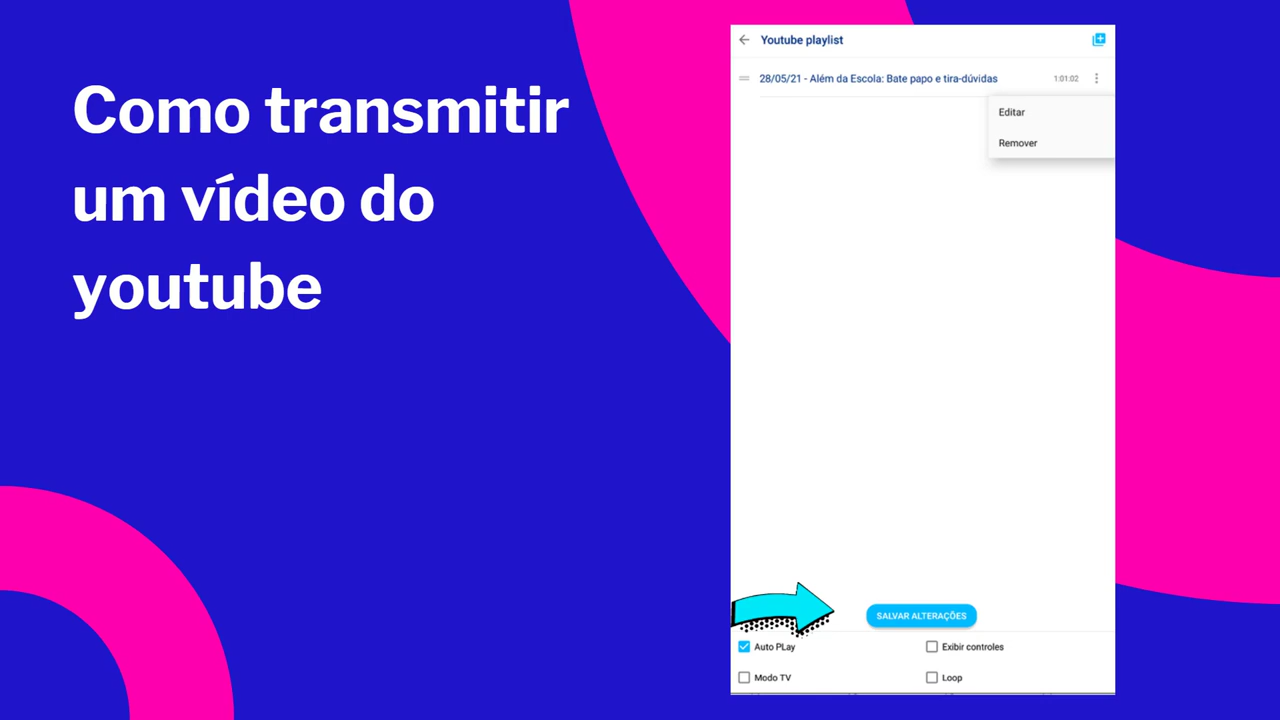 Como transmitir
um vídeo do
youtube
Youtube playlist
28/05/21 - Além da Escola: Bate papo e tira-dúvidas 1:01:02
Editar
Remover
SALVAR ALTERAÇÕES
Auto PLay Exibir controles
Modo TV Loop